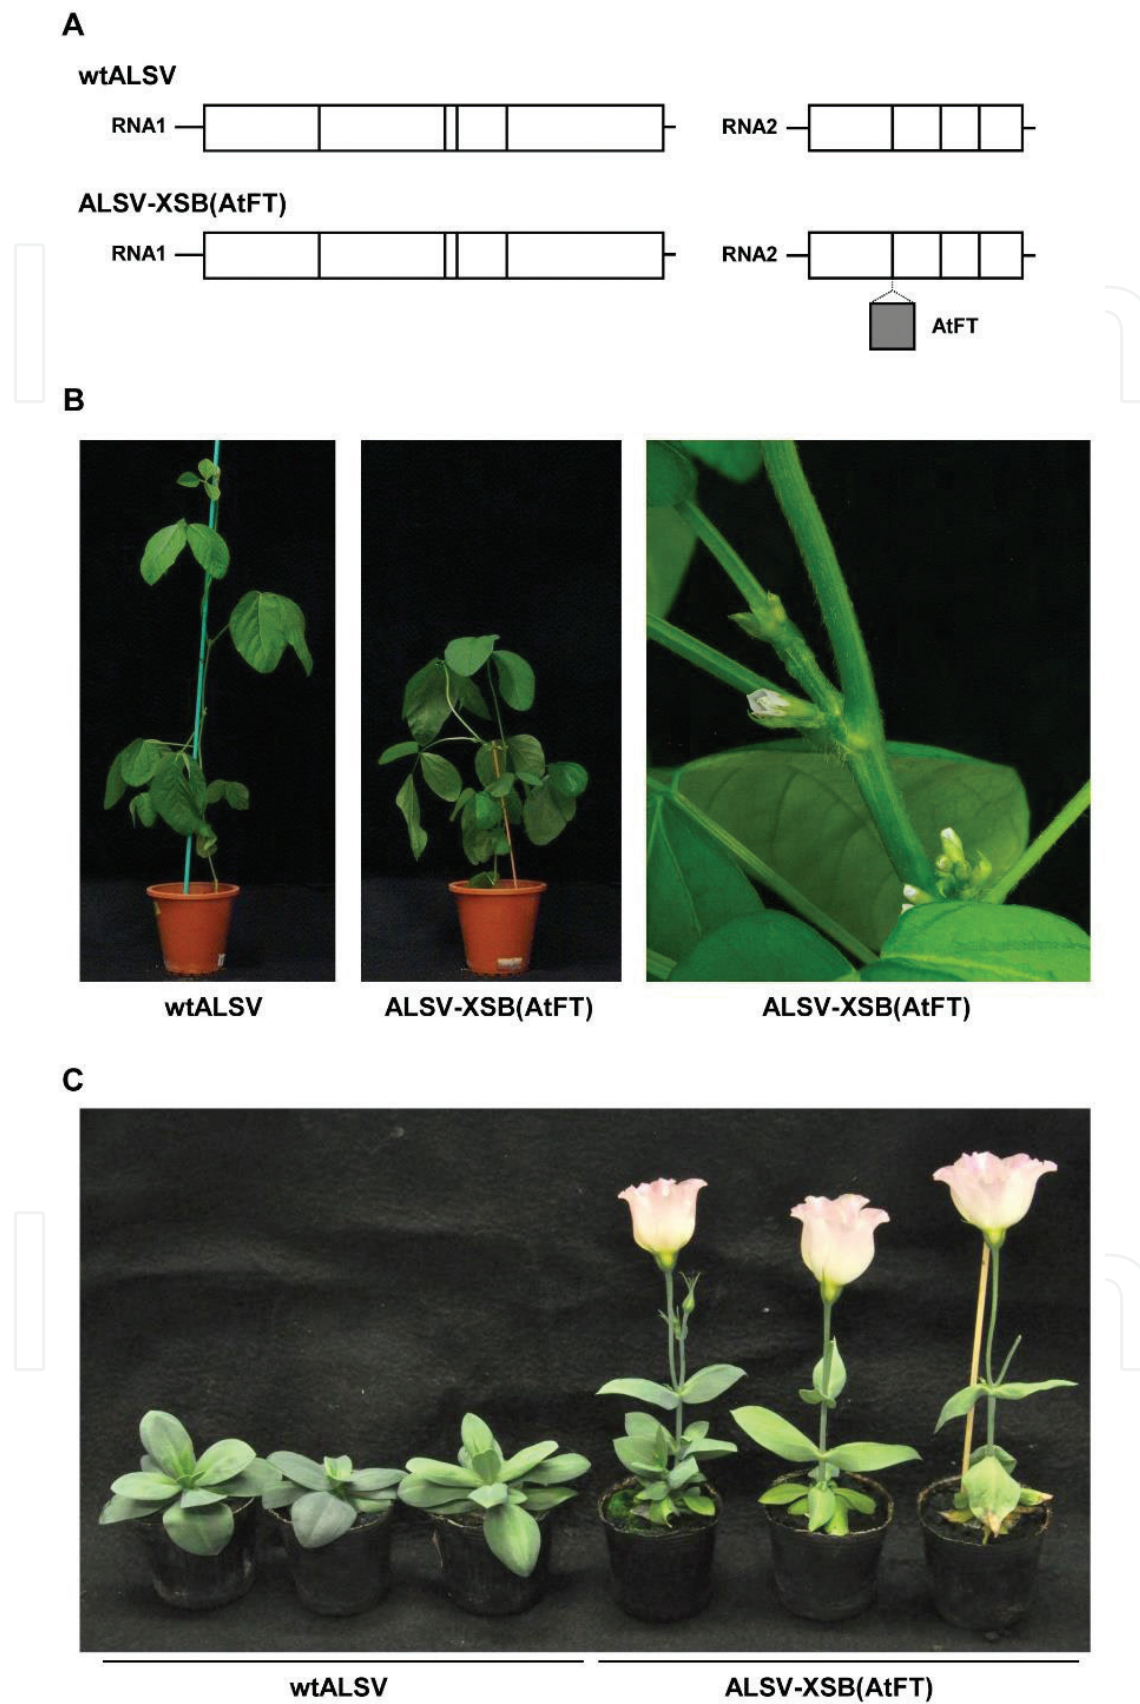 A
wtALSV
RNA1
RNA2
ALSV-XSB(AtFT)
RNA1
RNA2
AtFT
B
wtALSV
ALSV-XSB(AtFT)
ALSV-XSB(AtFT)
C
wtALSV
ALSV-XSB(AtFT)